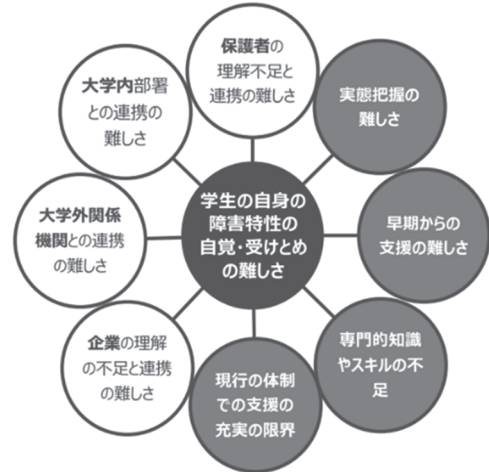 保護者の
理解不足と
連携の難しさ
実態把握の
難しさ
早期からの
支援の難しさ
専門的知識
やスキルの不
足
現行の体制
での支援の
充実の限界
企業の理解
の不足と連携
の難しさ
大学外関係
機関との連携
の難しさ
大学内部署
との連携の
難しさ
学生の自身の
障害特性の
自覚・受けとめ
の難しさ